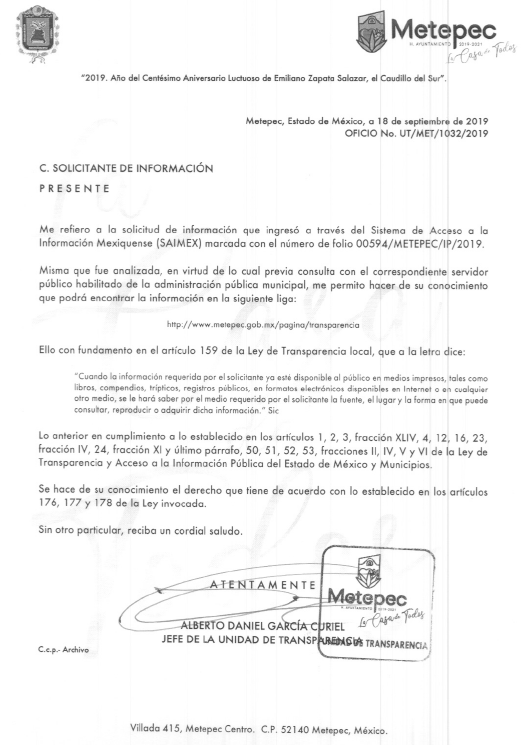 Metepec
H. AYUNTAMIENTO 2019-2021
La Casa de Todos
"2019. Año del Centésimo Aniversario Luctuoso de Emiliano Zapata Salazar, el Caudillo del Sur".
Metepec, Estado de México, a 18 de septiembre de 2019
OFICIO No. UT/MET/1032/2019
C. SOLICITANTE DE INFORMACIÓN
P R E S E N T E
Me refiero a la solicitud de información que ingresó a través del Sistema de Acceso a la
Información Mexiquense (SAIMEX) marcada con el número de folio 00594/METEPEC/IP/2019.
Misma que fue analizada, en virtud de lo cual previa consulta con el correspondiente servidor
público habilitado de la administración pública municipal, me permito hacer de su conocimiento
que podrá encontrar la información en la siguiente liga:
http://www.metepec.gob.mx/pagina/transparencia
Ello con fundamento en el artículo 159 de la Ley de Transparencia local, que a la letra dice:
"Cuando la información requerida por el solicitante ya esté disponible al público en medios impresos, tales como
libros, compendios, trípticos, registros públicos, en formatos electrónicos disponibles en Internet o en cualquier
otro medio, se le hará saber por el medio requerido por el solicitante la fuente, el lugar y la forma en que puede
consultar, reproducir o adquirir dicha información." Sic
Lo anterior en cumplimiento a lo establecido en los artículos 1, 2, 3, fracción XLIV, 4, 12, 16, 23,
fracción IV, 24, fracción XI y último párrafo, 50, 51, 52, 53, fracciones II, IV, V y VI de la Ley de
Transparencia y Acceso a la Información Pública del Estado de México y Municipios.
Se hace de su conocimiento el derecho que tiene de acuerdo con lo establecido en los artículos
176, 177 y 178 de la Ley invocada.
Sin otro particular, reciba un cordial saludo.
A T E N T A M E N T E
Metepec
H. AYUNTAMIENTO 2019-2021
La Casa de Todos
ALBERTO DANIEL GARCÍA CURIEL
JEFE DE LA UNIDAD DE TRANSPARENCIA
UNIDAD DE TRANSPARENCIA
C.c.p.- Archivo
Villada 415, Metepec Centro. C.P. 52140 Metepec, México.